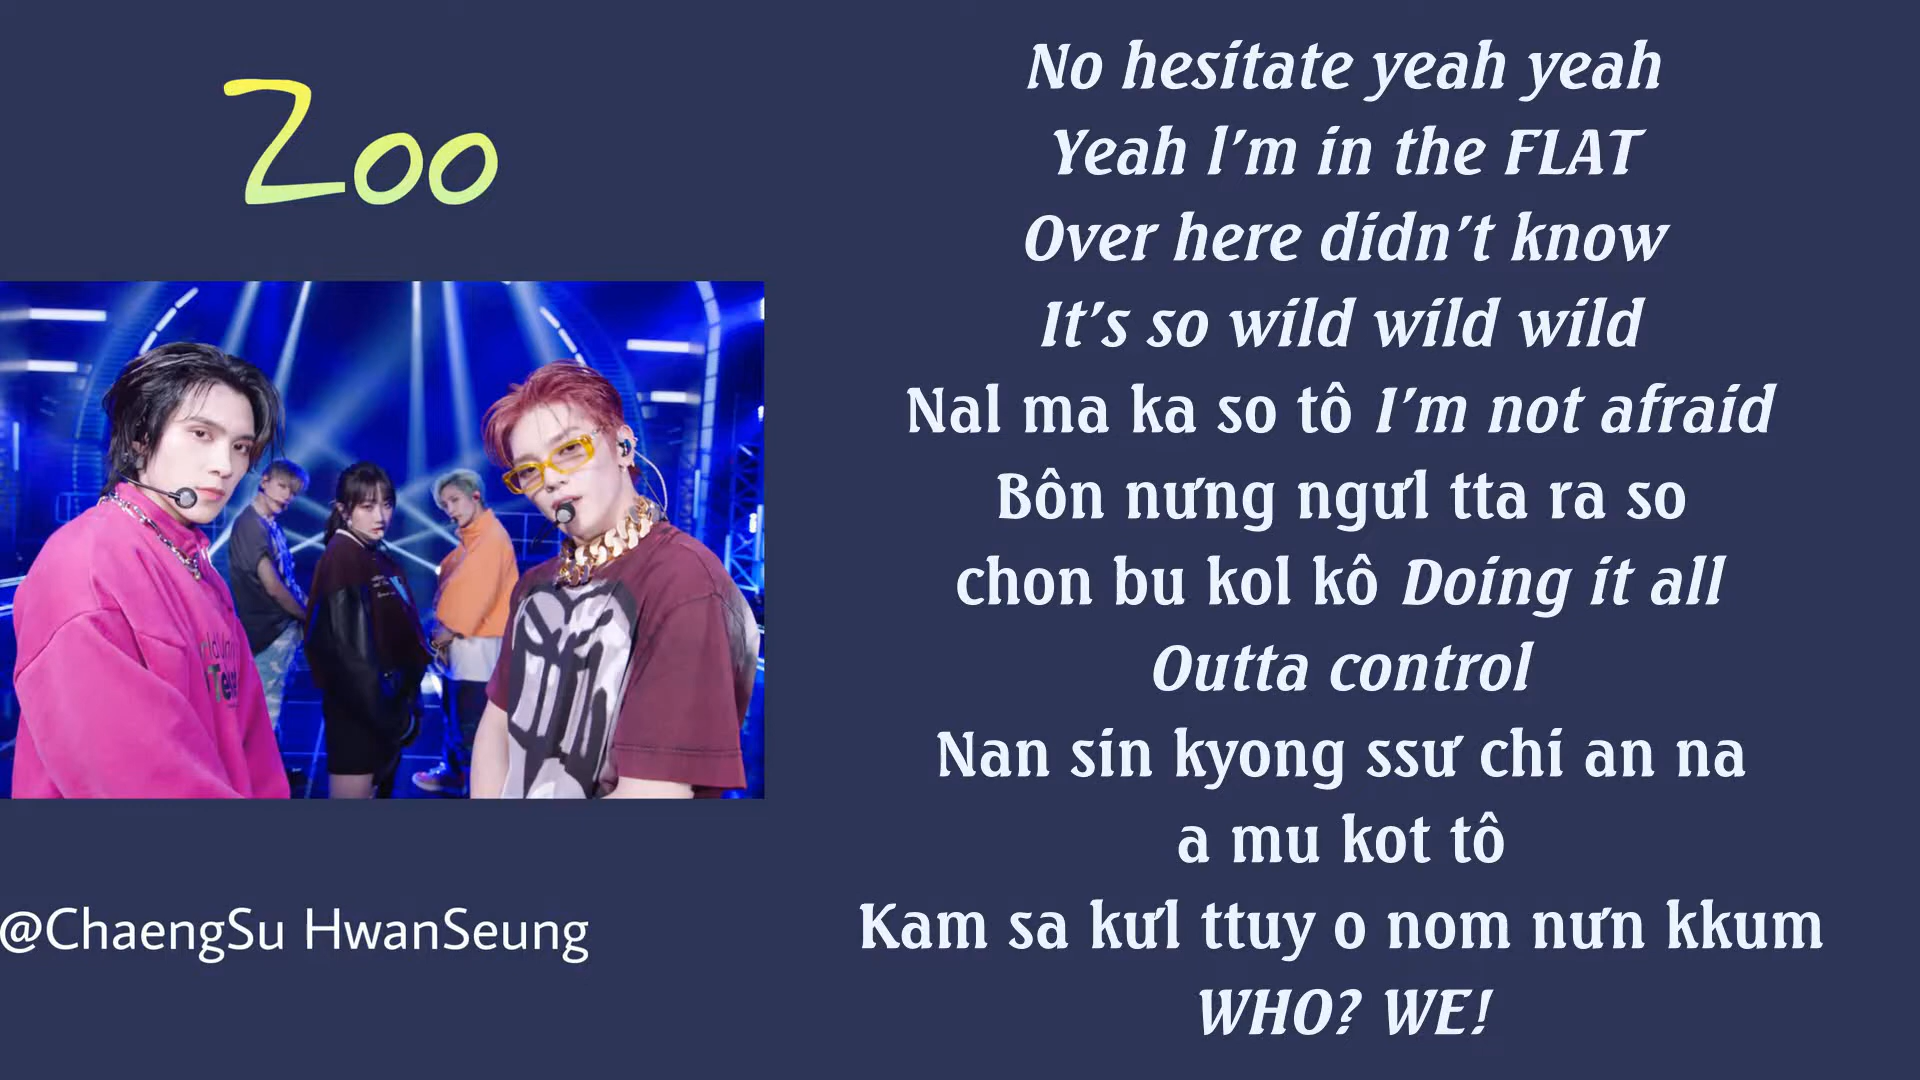 Zoo
@ChaengSu HwanSeung
No hesitate yeah yeah
Yeah I'm in the FLAT
Over here didn't know
It's so wild wild wild
Nal ma ka so tô I'm not afraid
Bôn nưng ngưl tta ra so
chon bu kol kô Doing it all
Outta control
Nan sin kyong ssư chi an na
a mu kot tô
Kam sa kưl ttuy o nom nưn kkum
WHO? WE!